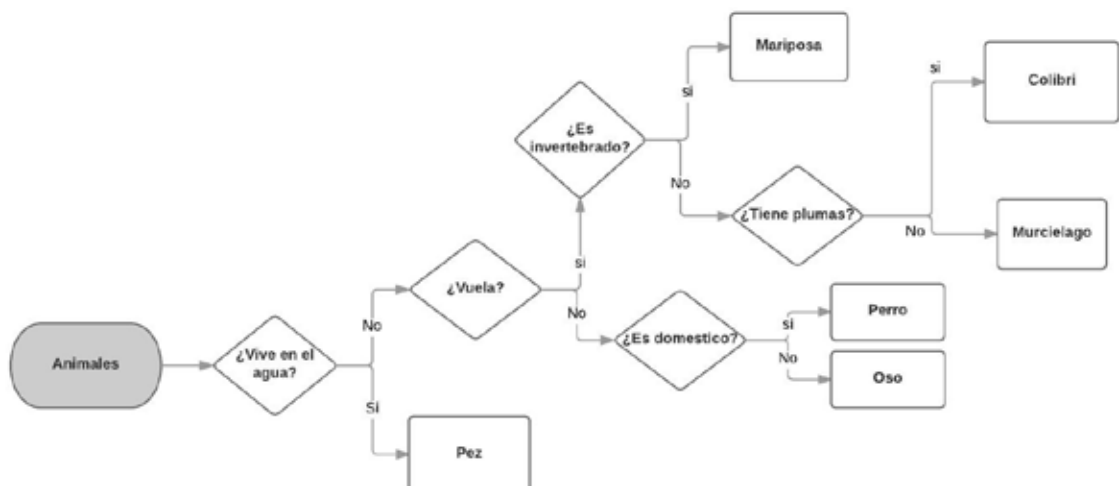 Animales
¿Vive en el
agua?
No
Si
Pez
¿Vuela?
si
No
¿Es
invertebrado?
si
Mariposa
No
¿Tiene plumas?
si
Colibri
No
Murcielago
¿Es domestico?
si
Perro
No
Oso